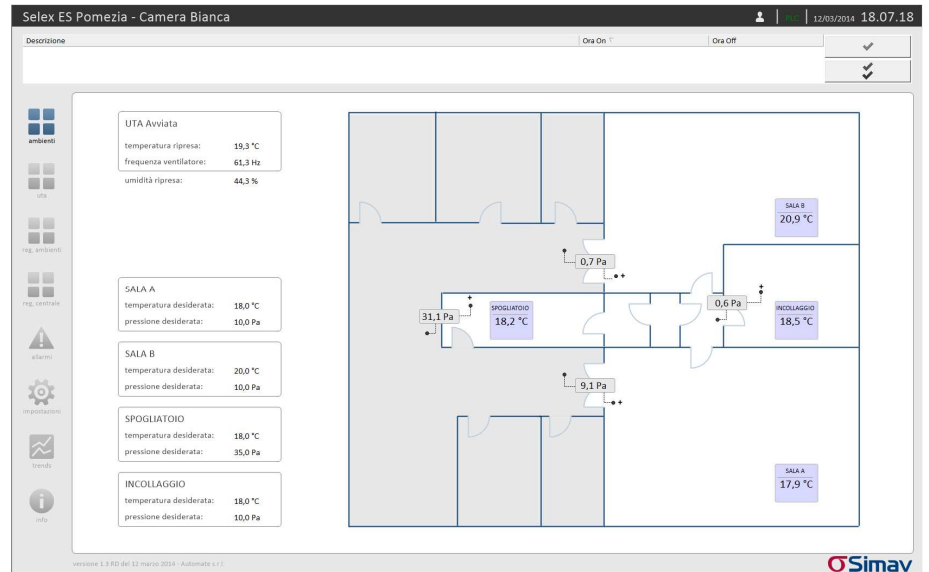 Selex ES Pomezia - Camera Bianca
PLC
12/03/2014 18.07.18
Descrizione
Ora On
Ora Off
ambienti
uta
reg. ambienti
reg. centrale
allarmi
impostazioni
trends
info
UTA Avviata
temperatura ripresa: 19,3 °C
frequenza ventilatore: 61,3 Hz
umidità ripresa: 44,3 %
SALA A
temperatura desiderata: 18,0 °C
pressione desiderata: 10,0 Pa
SALA B
temperatura desiderata: 20,0 °C
pressione desiderata: 10,0 Pa
SPOGLIATOIO
temperatura desiderata: 18,0 °C
pressione desiderata: 35,0 Pa
INCOLLAGGIO
temperatura desiderata: 18,0 °C
pressione desiderata: 10,0 Pa
SALA B
20,9 °C
0,7 Pa
+
31,1 Pa
+
SPOGLIATOIO
18,2 °C
0,6 Pa
+
INCOLLAGGIO
18,5 °C
9,1 Pa
+
SALA A
17,9 °C
versione 1.3 RD del 12 marzo 2014 - Automate s.r.l.
Simav